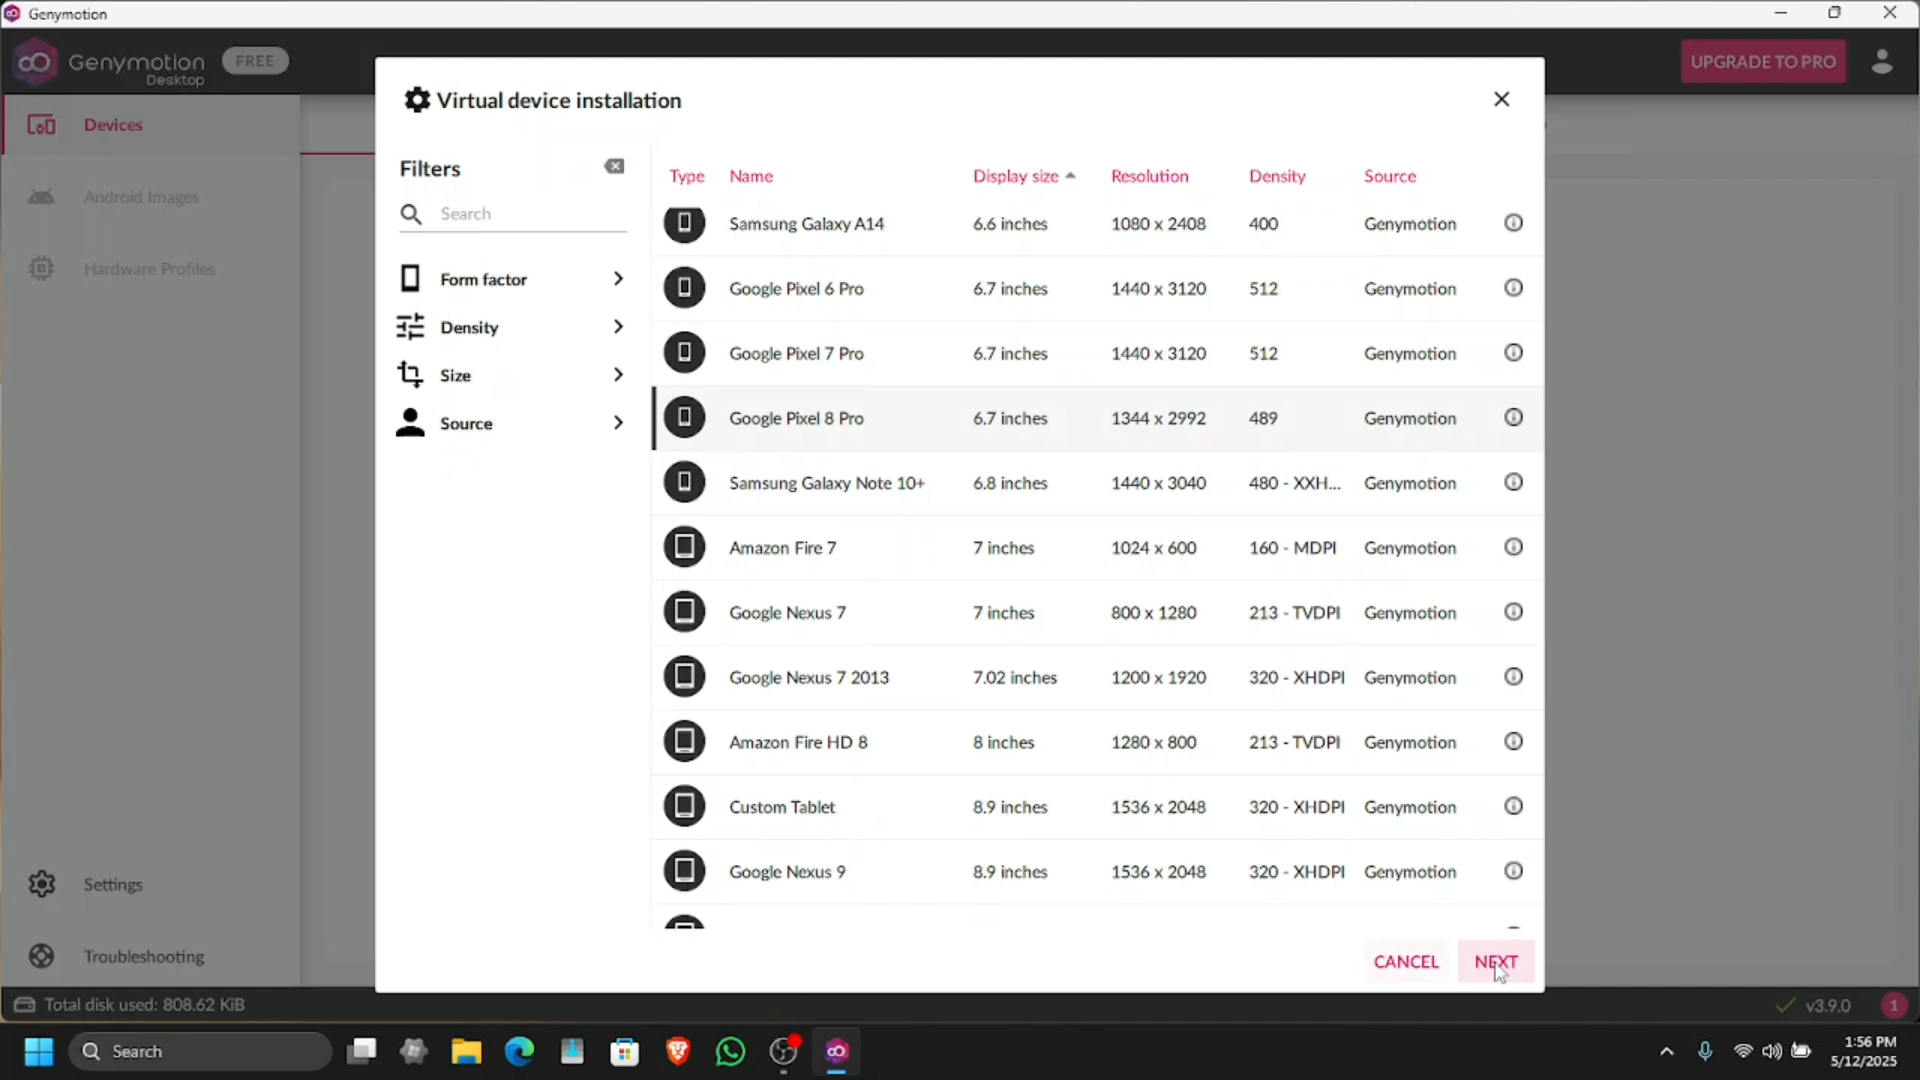 Genymotion
Genymotion
Desktop
FREE
UPGRADE TO PRO
Devices
Android Images
Hardware Profiles
Settings
Troubleshooting
Virtual device installation
Filters
Search
Form factor
Density
Size
Source
Type Name Display size Resolution Density Source
Samsung Galaxy A14 6.6 inches 1080 x 2408 400 Genymotion
Google Pixel 6 Pro 6.7 inches 1440 x 3120 512 Genymotion
Google Pixel 7 Pro 6.7 inches 1440 x 3120 512 Genymotion
Google Pixel 8 Pro 6.7 inches 1344 x 2992 489 Genymotion
Samsung Galaxy Note 10+ 6.8 inches 1440 x 3040 480 - XXH... Genymotion
Amazon Fire 7 7 inches 1024 x 600 160 - MDPI Genymotion
Google Nexus 7 7 inches 800 x 1280 213 - TVDPI Genymotion
Google Nexus 7 2013 7.02 inches 1200 x 1920 320 - XHDPI Genymotion
Amazon Fire HD 8 8 inches 1280 x 800 213 - TVDPI Genymotion
Custom Tablet 8.9 inches 1536 x 2048 320 - XHDPI Genymotion
Google Nexus 9 8.9 inches 1536 x 2048 320 - XHDPI Genymotion
CANCEL NEXT
Total disk used: 808.62 KiB
v3.9.0 1
Search
1:56 PM
5/12/2025